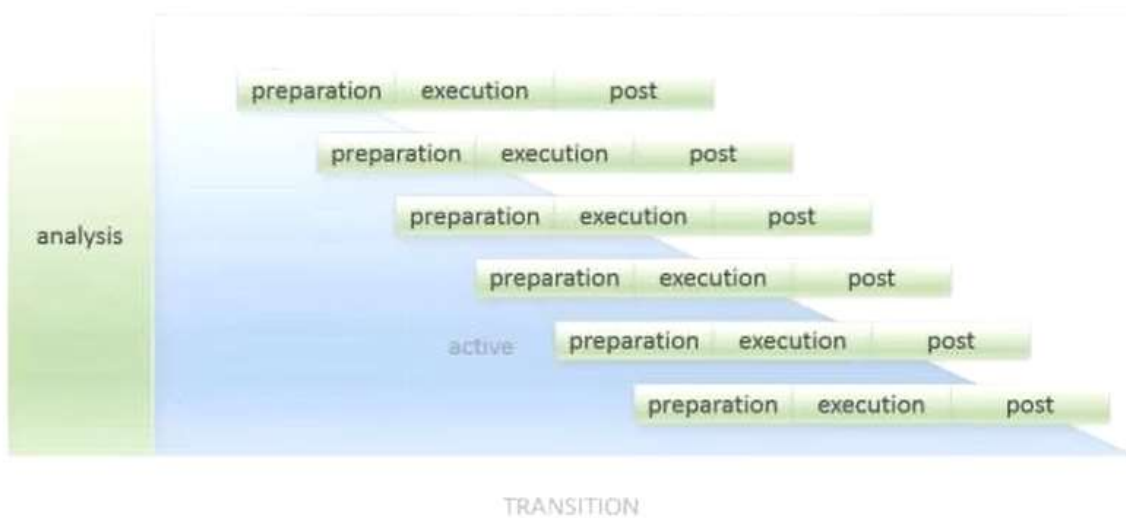 preparation execution post
preparation execution post
preparation execution post
analysis
preparation execution post
active
preparation execution post
preparation execution post
TRANSITION